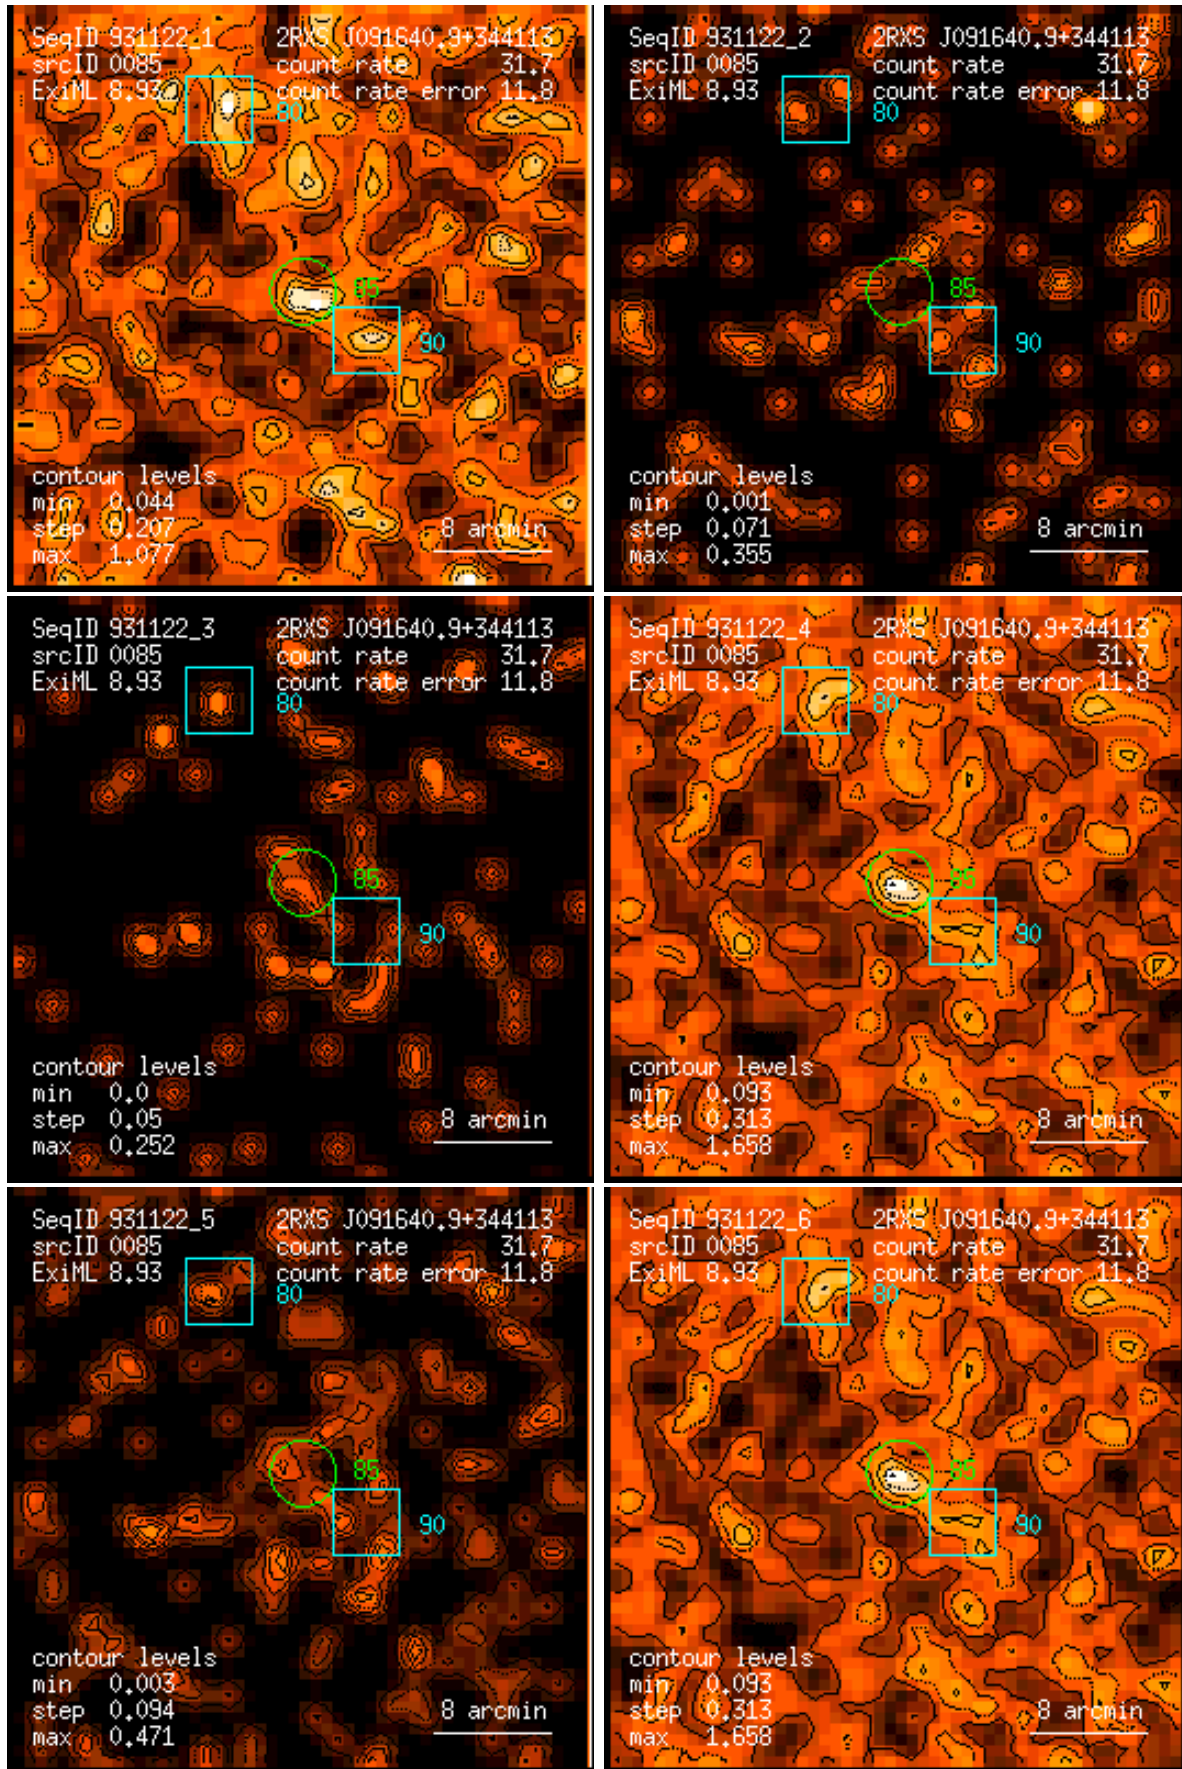 SeqID 931122_1 2RXS J091640.9+344113
srcID 0085 count rate 31.7
ExiML 8.93 count rate error 11.8
80
85
90
contour levels
min 0.044
step 0.207 8 arcmin
max 1.077
SeqID 931122_2 2RXS J091640.9+344113
srcID 0085 count rate 31.7
ExiML 8.93 count rate error 11.8
80
85
90
contour levels
min 0.001
step 0.071 8 arcmin
max 0.355
SeqID 931122_3 2RXS J091640.9+344113
srcID 0085 count rate 31.7
ExiML 8.93 count rate error 11.8
80
85
90
contour levels
min 0.0
step 0.05 8 arcmin
max 0.252
SeqID 931122_4 2RXS J091640.9+344113
srcID 0085 count rate 31.7
ExiML 8.93 count rate error 11.8
80
85
90
contour levels
min 0.093
step 0.313 8 arcmin
max 1.658
SeqID 931122_5 2RXS J091640.9+344113
srcID 0085 count rate 31.7
ExiML 8.93 count rate error 11.8
80
85
90
contour levels
min 0.003
step 0.094 8 arcmin
max 0.471
SeqID 931122_6 2RXS J091640.9+344113
srcID 0085 count rate 31.7
ExiML 8.93 count rate error 11.8
80
85
90
contour levels
min 0.093
step 0.313 8 arcmin
max 1.658